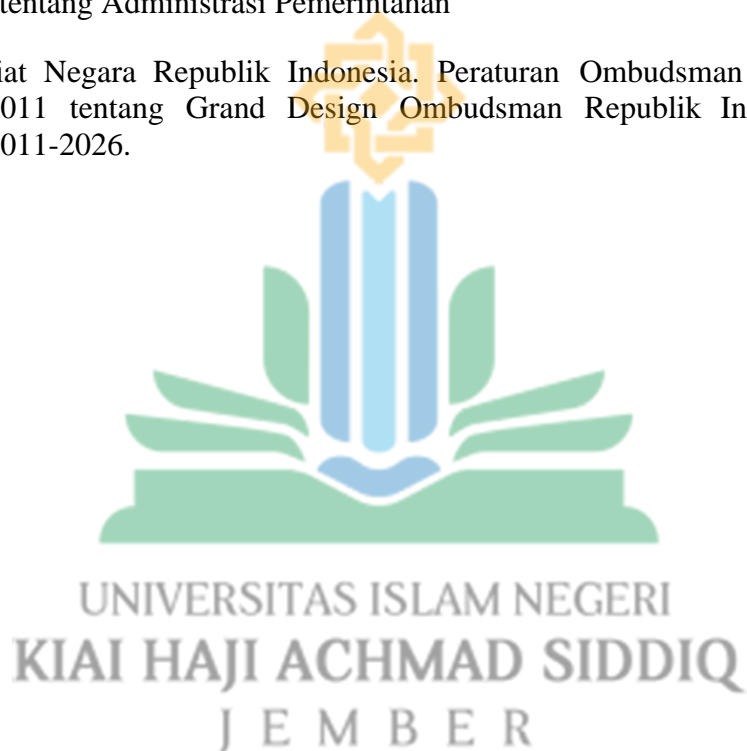 tentang Administrasi Pemerintahan
iat Negara Republik Indonesia. Peraturan Ombudsman
011 tentang Grand Design Ombudsman Republik In
011-2026.
UNIVERSITAS ISLAM NEGERI
KIAI HAJI ACHMAD SIDDIQ
JEMBER